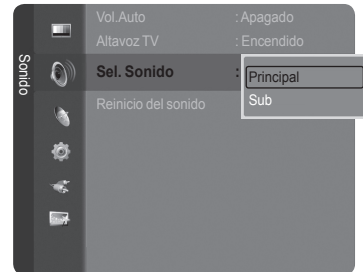 Sonido
Vol.Auto : Apagado
Altavoz TV : Encendido
Sel. Sonido :
Principal
Sub
Reinicio del sonido